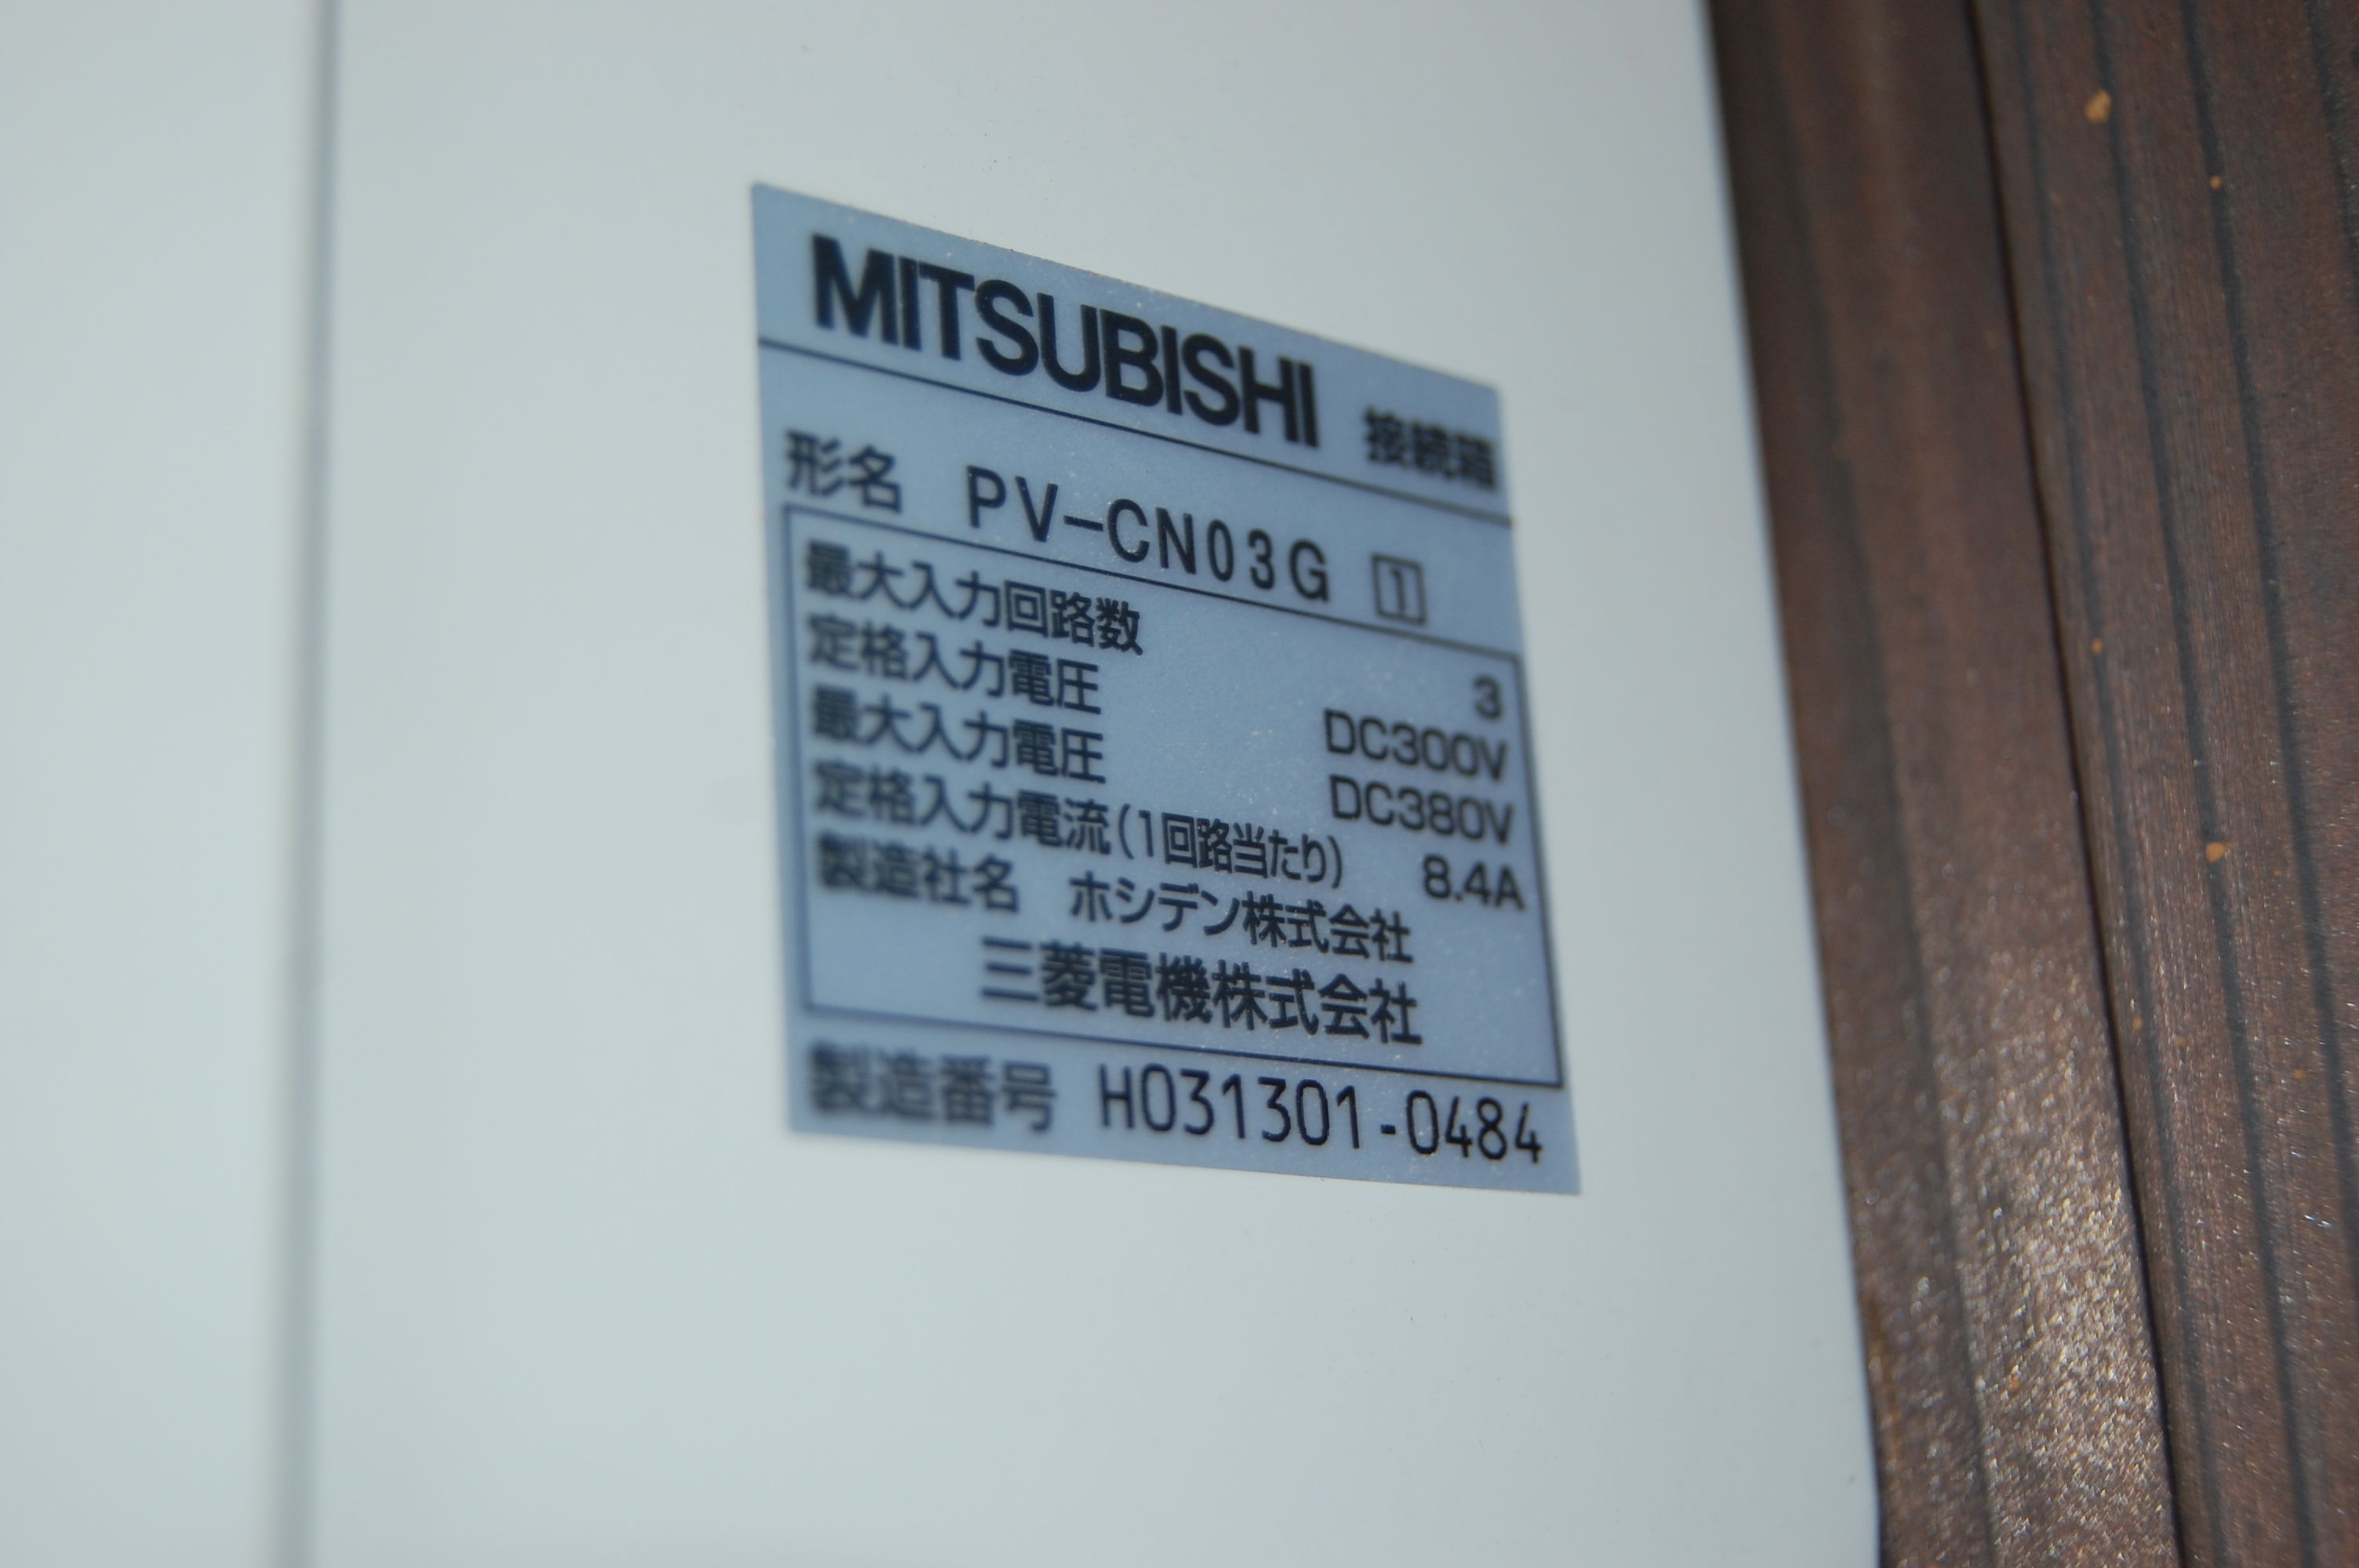 MITSUBISHI 接続箱
形名 PV-CN03G 1
最大入力回路数 3
定格入力電圧 DC300V
最大入力電圧 DC380V
定格入力電流(1回路当たり) 8.4A
製造社名 ホシデン株式会社
三菱電機株式会社
製造番号 H031301-0484